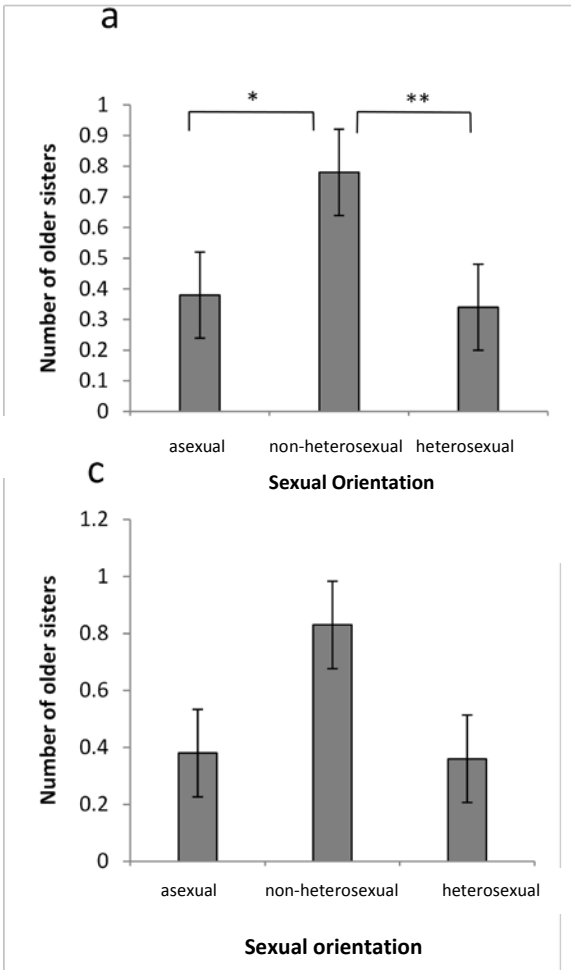 a
* **
1
0.9
0.8
0.7
0.6
0.5
0.4
0.3
0.2
0.1
0
Number of older sisters
asexual non-heterosexual heterosexual
Sexual Orientation
c
1.2
1
0.8
0.6
0.4
0.2
0
Number of older sisters
asexual non-heterosexual heterosexual
Sexual orientation